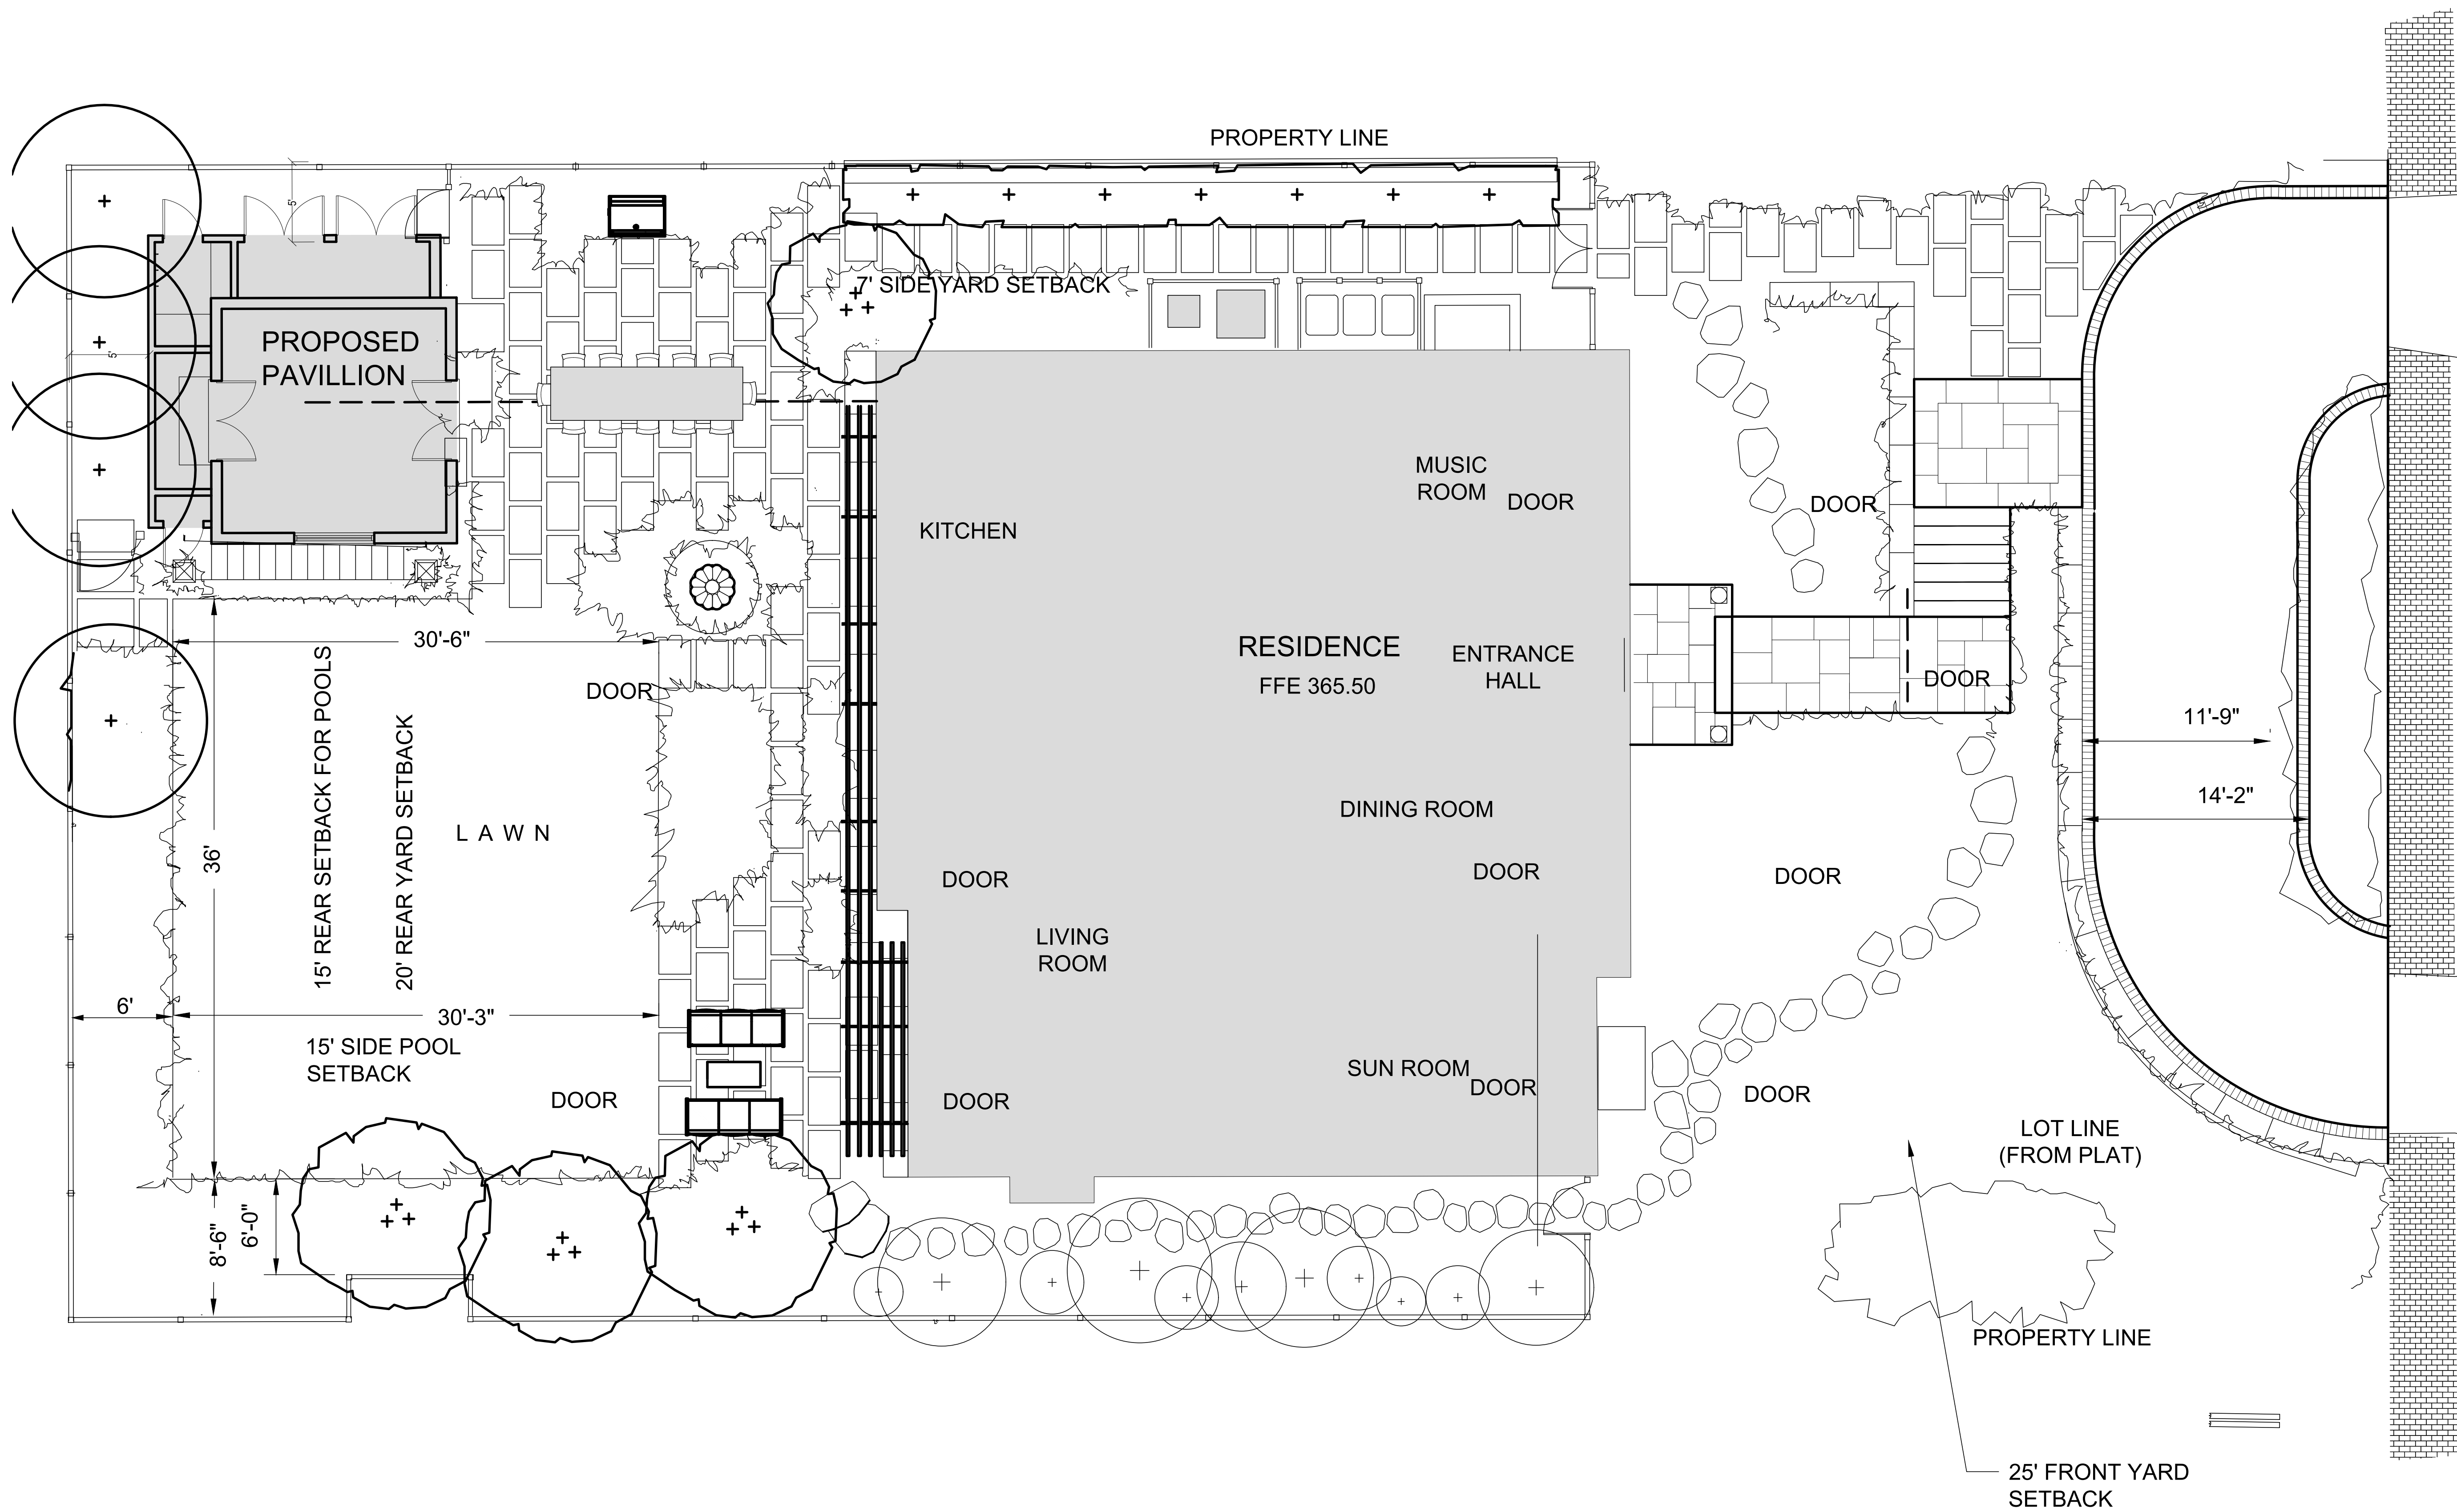 PROPERTY LINE
5'
7' SIDE YARD SETBACK
PROPOSED
PAVILLION
5'
MUSIC
ROOM
DOOR
DOOR
KITCHEN
30'-6"
RESIDENCE
FFE 365.50
ENTRANCE
HALL
DOOR
DOOR
15' REAR SETBACK FOR POOLS
20' REAR YARD SETBACK
11'-9"
14'-2"
LAWN
36'
DINING ROOM
DOOR
DOOR
DOOR
LIVING
ROOM
6'
30'-3"
15' SIDE POOL
SETBACK
DOOR
DOOR
SUN ROOM
DOOR
DOOR
LOT LINE
(FROM PLAT)
8'-6"
6'-0"
PROPERTY LINE
25' FRONT YARD
SETBACK